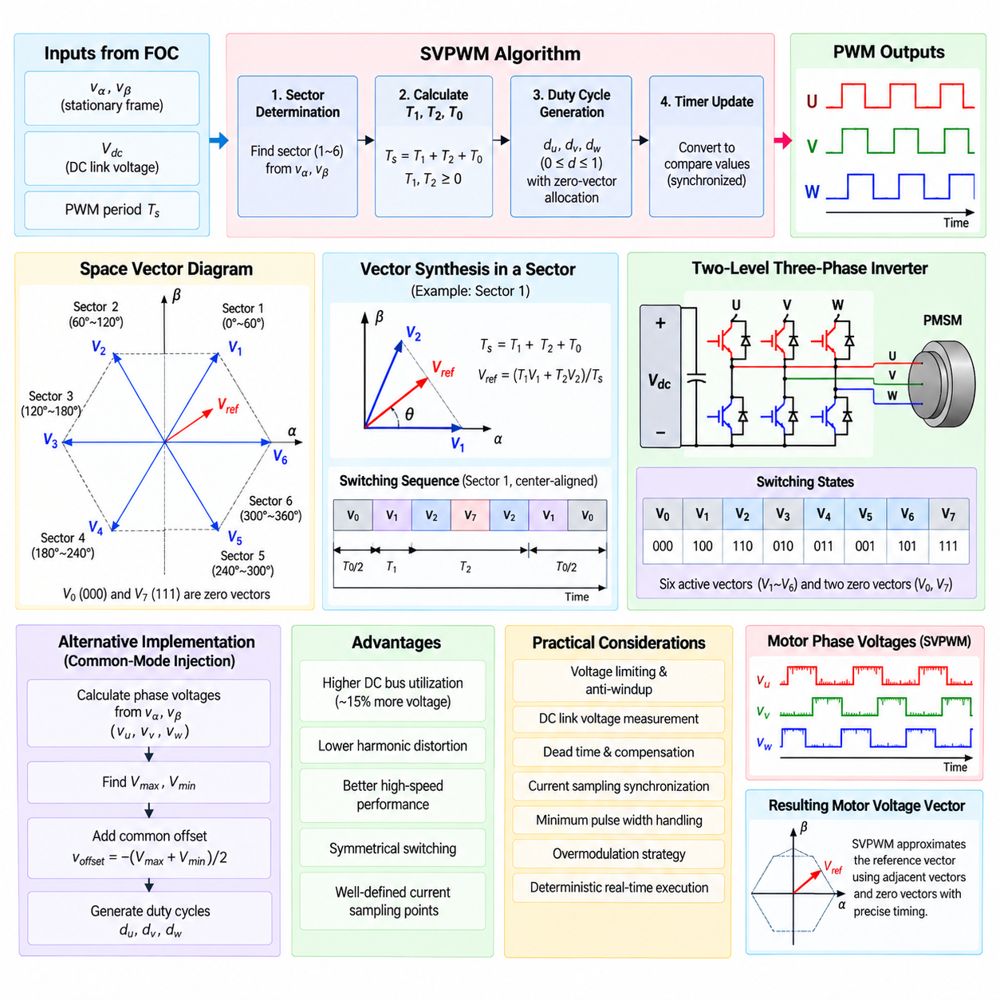 Inputs from FOC
vα, vβ
(stationary frame)
Vdc
(DC link voltage)
PWM period Ts
SVPWM Algorithm
1. Sector
Determination
Find sector (1~6)
from vα, vβ
2. Calculate
T1, T2, T0
Ts = T1 + T2 + T0
T1, T2 ≥ 0
3. Duty Cycle
Generation
du, dv, dw
(0 ≤ d ≤ 1)
with zero-vector
allocation
4. Timer Update
Convert to
compare values
(synchronized)
PWM Outputs
U
V
W
Time
Space Vector Diagram
β
Sector 2
(60°~120°)
Sector 1
(0°~60°)
V2
V1
Sector 3
(120°~180°)
Vref
V3
α
V6
Sector 6
(300°~360°)
V4
V5
Sector 4
(180°~240°)
Sector 5
(240°~300°)
V0 (000) and V7 (111) are zero vectors
Vector Synthesis in a Sector
(Example: Sector 1)
β
V2
Vref
θ
V1
α
Ts = T1 + T2 + T0
Vref = (T1V1 + T2V2)/Ts
Switching Sequence (Sector 1, center-aligned)
V0 V1 V2 V7 V2 V1 V0
T0/2 T1 T2 T0/2
Time
Two-Level Three-Phase Inverter
U V W
+
Vdc
−
PMSM
U
V
W
Switching States
V0 V1 V2 V3 V4 V5 V6 V7
000 100 110 010 011 001 101 111
Six active vectors (V1~V6) and two zero vectors (V0, V7)
Alternative Implementation
(Common-Mode Injection)
Calculate phase voltages
from vα, vβ
(vu, vv, vw)
Find Vmax, Vmin
Add common offset
voffset = −(Vmax + Vmin)/2
Generate duty cycles
du, dv, dw
Advantages
Higher DC bus utilization
(~15% more voltage)
Lower harmonic distortion
Better high-speed
performance
Symmetrical switching
Well-defined current
sampling points
Practical Considerations
Voltage limiting &
anti-windup
DC link voltage measurement
Dead time & compensation
Current sampling synchronization
Minimum pulse width handling
Overmodulation strategy
Deterministic real-time execution
Motor Phase Voltages (SVPWM)
Vu
Vv
Vw
Time
Resulting Motor Voltage Vector
β
Vref
α
SVPWM approximates
the reference vector
using adjacent vectors
and zero vectors with
precise timing.